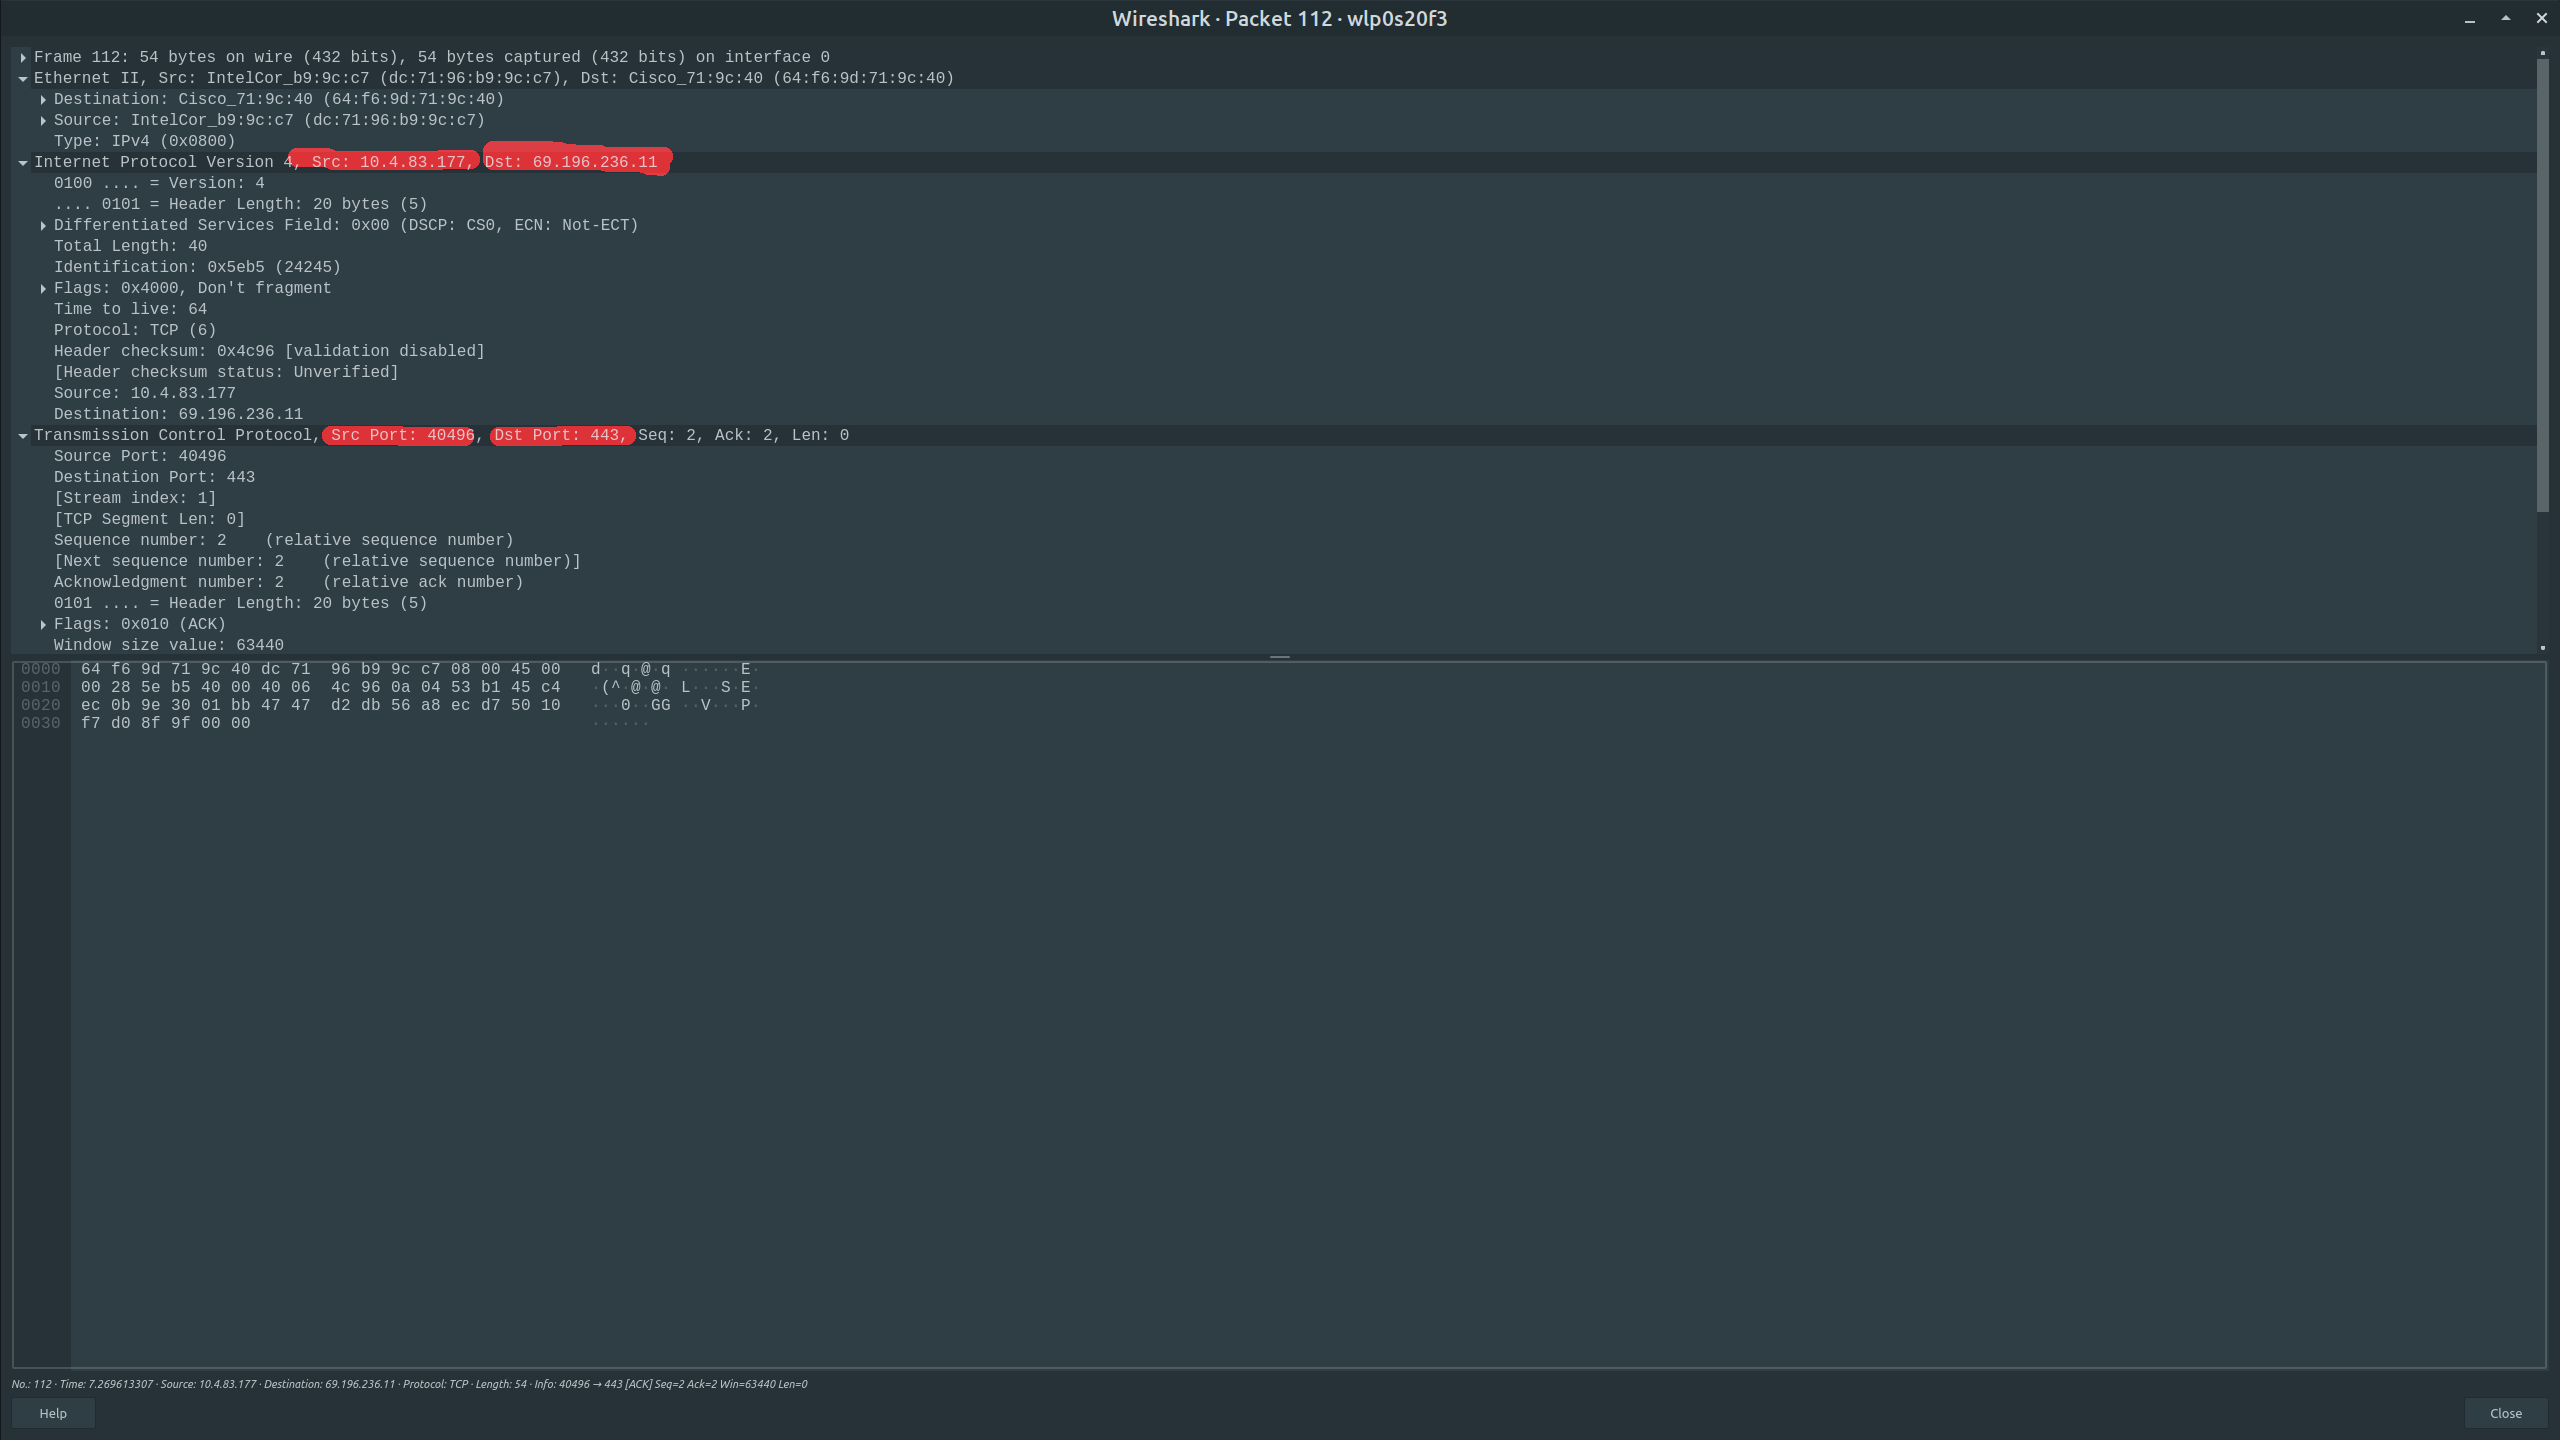 Wireshark · Packet 112 · wlp0s20f3
Frame 112: 54 bytes on wire (432 bits), 54 bytes captured (432 bits) on interface 0
Ethernet II, Src: IntelCor_b9:9c:c7 (dc:71:96:b9:9c:c7), Dst: Cisco_71:9c:40 (64:f6:9d:71:9c:40)
Destination: Cisco_71:9c:40 (64:f6:9d:71:9c:40)
Source: IntelCor_b9:9c:c7 (dc:71:96:b9:9c:c7)
Type: IPv4 (0x0800)
Internet Protocol Version 4, Src: 10.4.83.177, Dst: 69.196.236.11
0100 .... = Version: 4
.... 0101 = Header Length: 20 bytes (5)
Differentiated Services Field: 0x00 (DSCP: CS0, ECN: Not-ECT)
Total Length: 40
Identification: 0x5eb5 (24245)
Flags: 0x4000, Don't fragment
Time to live: 64
Protocol: TCP (6)
Header checksum: 0x4c96 [validation disabled]
[Header checksum status: Unverified]
Source: 10.4.83.177
Destination: 69.196.236.11
Transmission Control Protocol, Src Port: 40496, Dst Port: 443, Seq: 2, Ack: 2, Len: 0
Source Port: 40496
Destination Port: 443
[Stream index: 1]
[TCP Segment Len: 0]
Sequence number: 2    (relative sequence number)
[Next sequence number: 2    (relative sequence number)]
Acknowledgment number: 2    (relative ack number)
0101 .... = Header Length: 20 bytes (5)
Flags: 0x010 (ACK)
Window size value: 63440
0000 64 f6 9d 71 9c 40 dc 71 96 b9 9c c7 08 00 45 00 d··q·@·q ······E·
0010 00 28 5e b5 40 00 40 06 4c 96 0a 04 53 b1 45 c4 ·(^·@·@· L···S·E·
0020 ec 0b 9e 30 01 bb 47 47 d2 db 56 a8 ec d7 50 10 ···0··GG ··V···P·
0030 f7 d0 8f 9f 00 00 ······
No.: 112 · Time: 7.269613307 · Source: 10.4.83.177 · Destination: 69.196.236.11 · Protocol: TCP · Length: 54 · Info: 40496 → 443 [ACK] Seq=2 Ack=2 Win=63440 Len=0
Help
Close